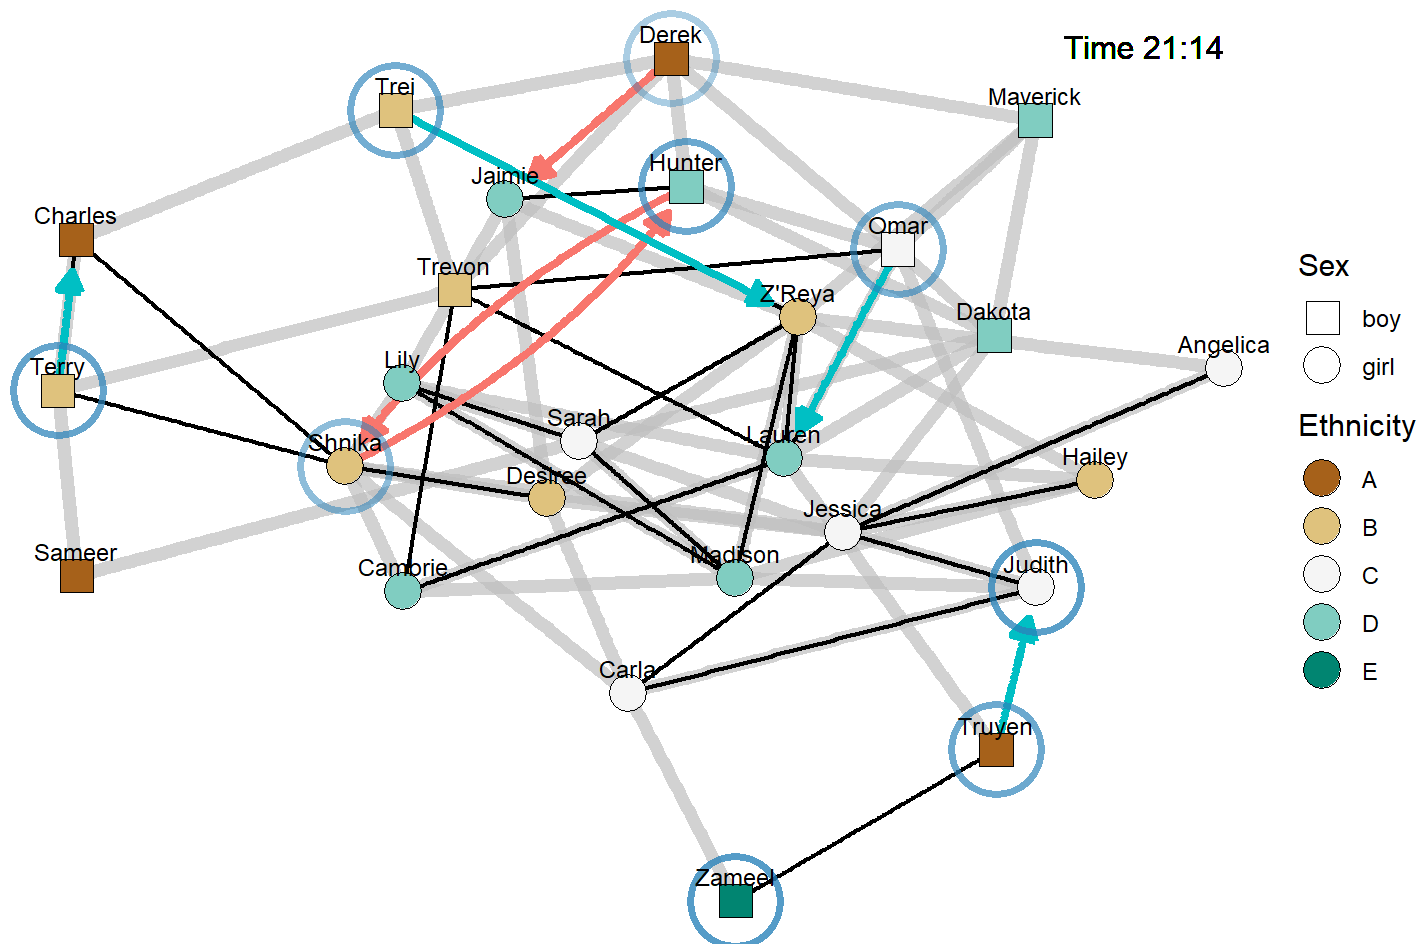 Derek
Time 21:14
Trei
Maverick
Hunter
Jaimie
Charles
Omar
Trevon
Z'Reya
Dakota
Angelica
Terry
Lily
Sarah
Lauren
Shnika
Hailey
Desiree
Jessica
Sameer
Madison
Cambrie
Judith
Carla
Truyen
Zameel
Sex
boy
girl
Ethnicity
A
B
C
D
E